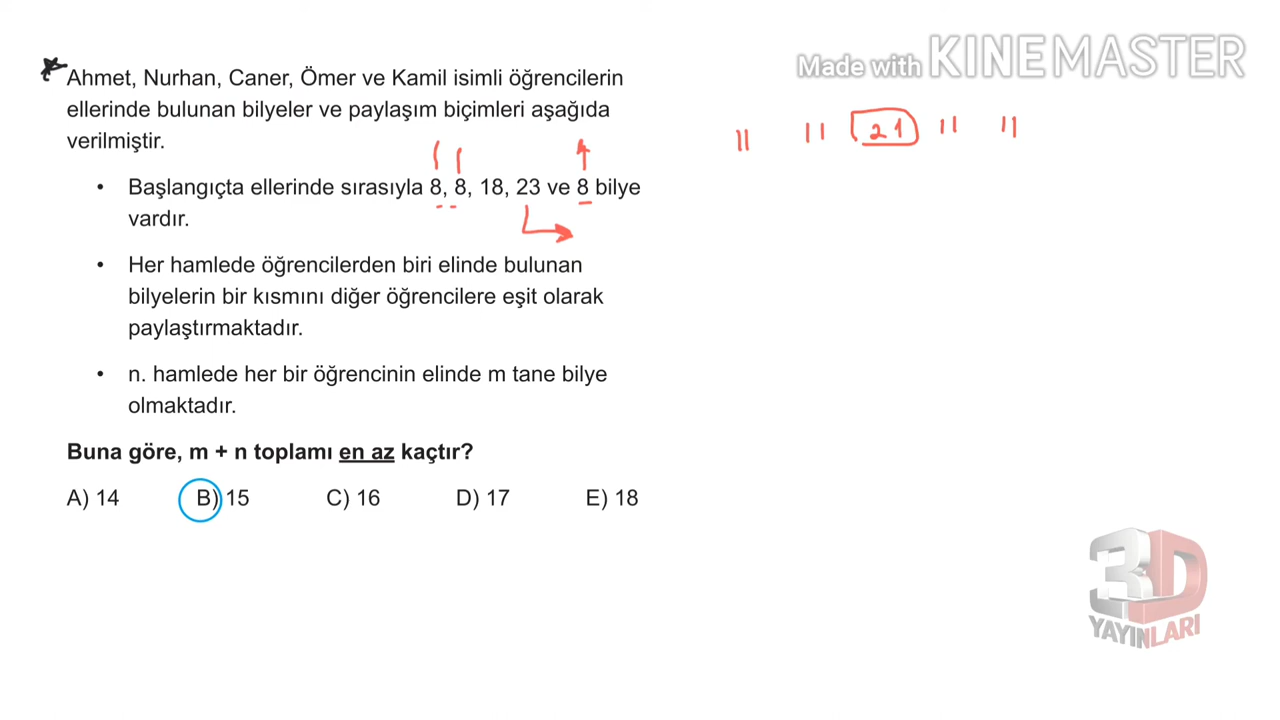 Made with KINEMASTER
Ahmet, Nurhan, Caner, Ömer ve Kamil isimli öğrencilerin
ellerinde bulunan bilyeler ve paylaşım biçimleri aşağıda
verilmiştir.
• Başlangıçta ellerinde sırasıyla 8, 8, 18, 23 ve 8 bilye
vardır.
• Her hamlede öğrencilerden biri elinde bulunan
bilyelerin bir kısmını diğer öğrencilere eşit olarak
paylaştırmaktadır.
• n. hamlede her bir öğrencinin elinde m tane bilye
olmaktadır.
Buna göre, m + n toplamı en az kaçtır?
A) 14 B) 15 C) 16 D) 17 E) 18
11 11 21 11 11
3D
YAYINLARI